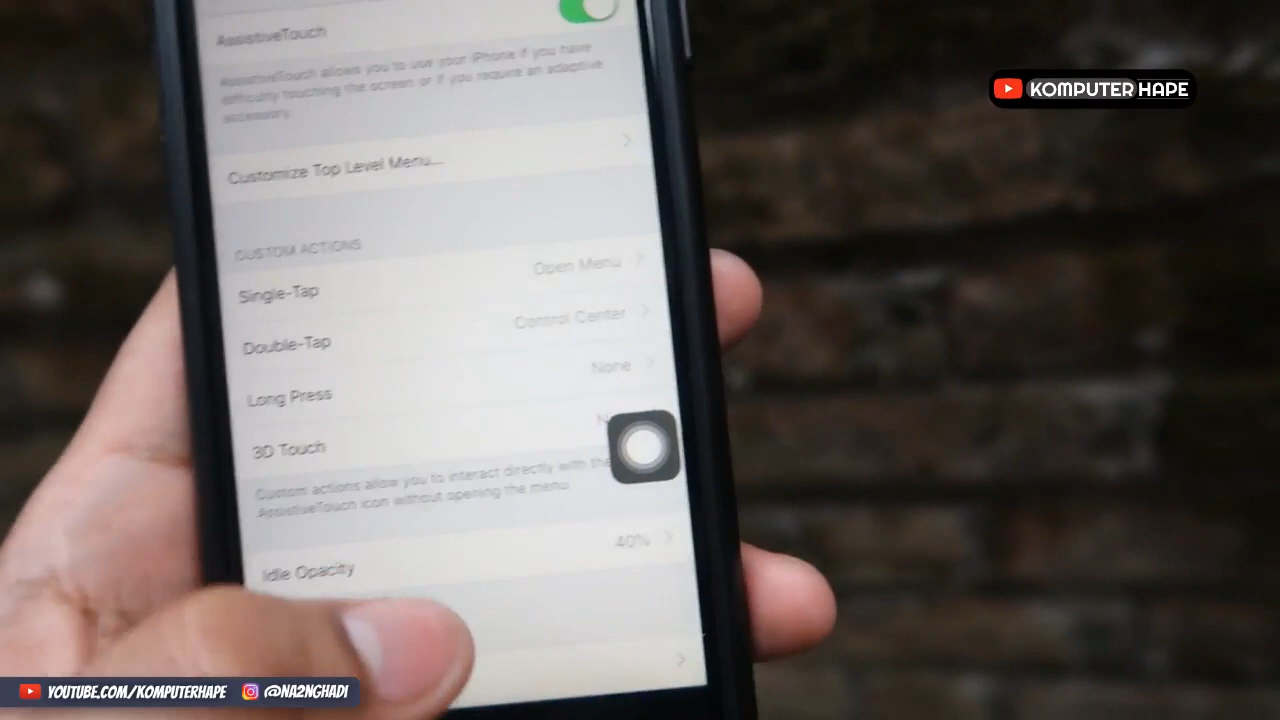 AssistiveTouch
AssistiveTouch allows you to use your iPhone if you have
difficulty touching the screen or if you require an adaptive
accessory.
Customize Top Level Menu...
CUSTOM ACTIONS
Single-Tap
Open Menu
Double-Tap
Control Center
Long Press
None
3D Touch
Custom actions allow you to interact directly with the
AssistiveTouch icon without opening the menu.
Idle Opacity
40%
KOMPUTER HAPE
YOUTUBE.COM/KOMPUTERHAPE
@NA2NGHADI